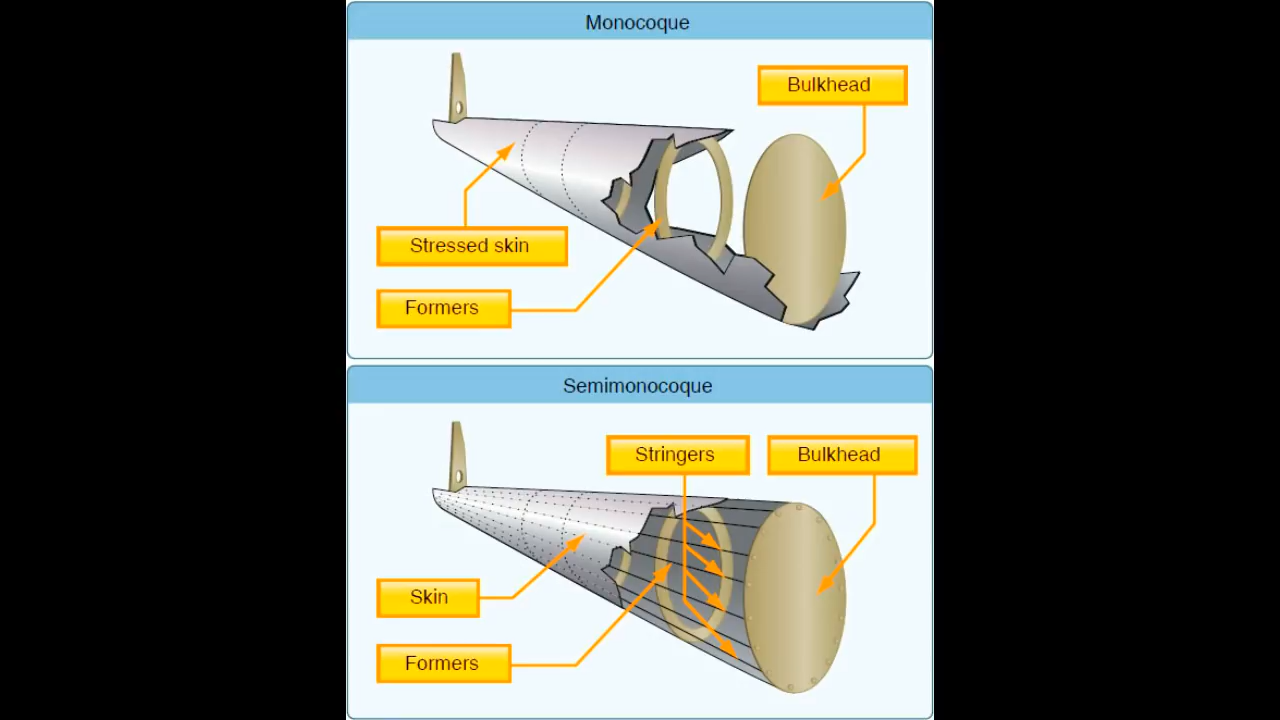 Monocoque
Bulkhead
Stressed skin
Formers
Semimonocoque
Stringers
Bulkhead
Skin
Formers